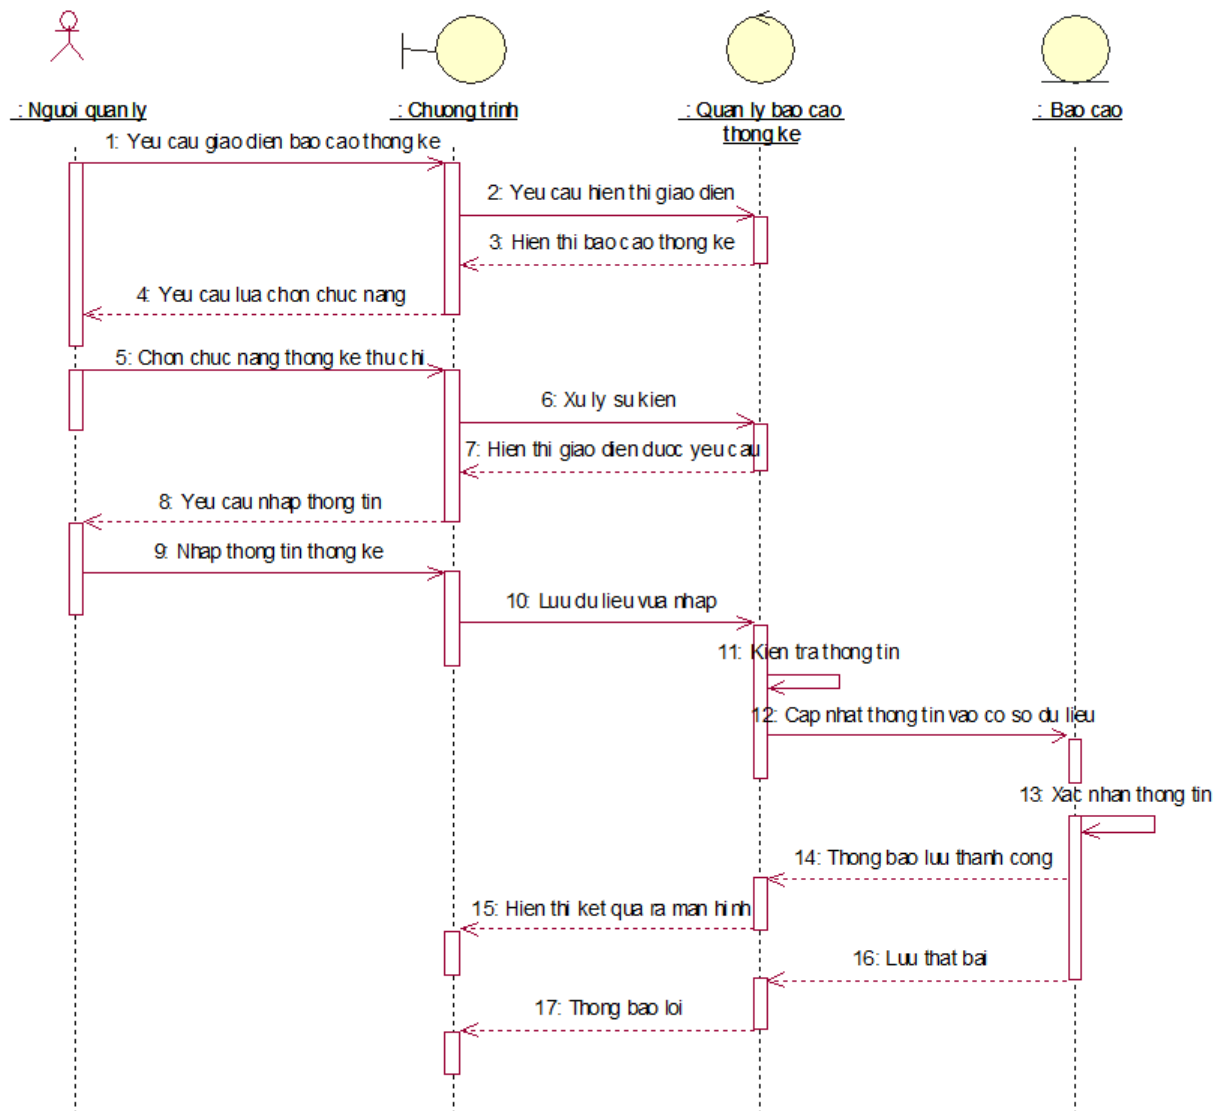 : Nguoi quan ly
: Chuong trinh
: Quan ly bao cao
thong ke
: Bao cao
1: Yeu cau giao dien bao cao thong ke
2: Yeu cau hien thi giao dien
3: Hien thi bao cao thong ke
4: Yeu cau lua chon chuc nang
5: Chon chuc nang thong ke thu chi
6: Xu ly su kien
7: Hien thi giao dien duoc yeu cau
8: Yeu cau nhap thong tin
9: Nhap thong tin thong ke
10: Luu du lieu vua nhap
11: Kien tra thong tin
12: Cap nhat thong tin vao co so du lieu
13: Xac nhan thong tin
14: Thong bao luu thanh cong
15: Hien thi ket qua ra man hinh
16: Luu that bai
17: Thong bao loi